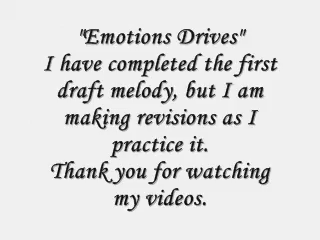 "Emotions Drives"
I have completed the first
draft melody, but I am
making revisions as I
practice it.
Thank you for watching
my videos.